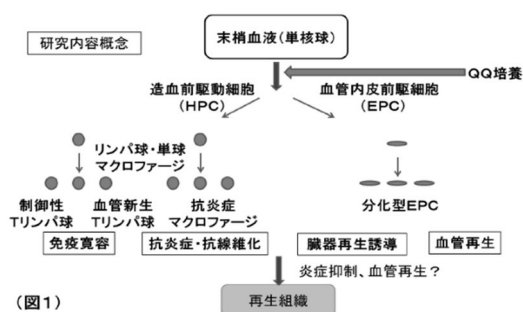 研究内容概念
末梢血液(単核球)
QQ培養
造血前駆動細胞
(HPC)
血管内皮前駆細胞
(EPC)
リンパ球・単球
マクロファージ
制御性
Tリンパ球
血管新生
Tリンパ球
抗炎症
マクロファージ
分化型EPC
免疫寛容
抗炎症・抗線維化
臓器再生誘導
血管再生
炎症抑制、血管再生?
再生組織
(図1)